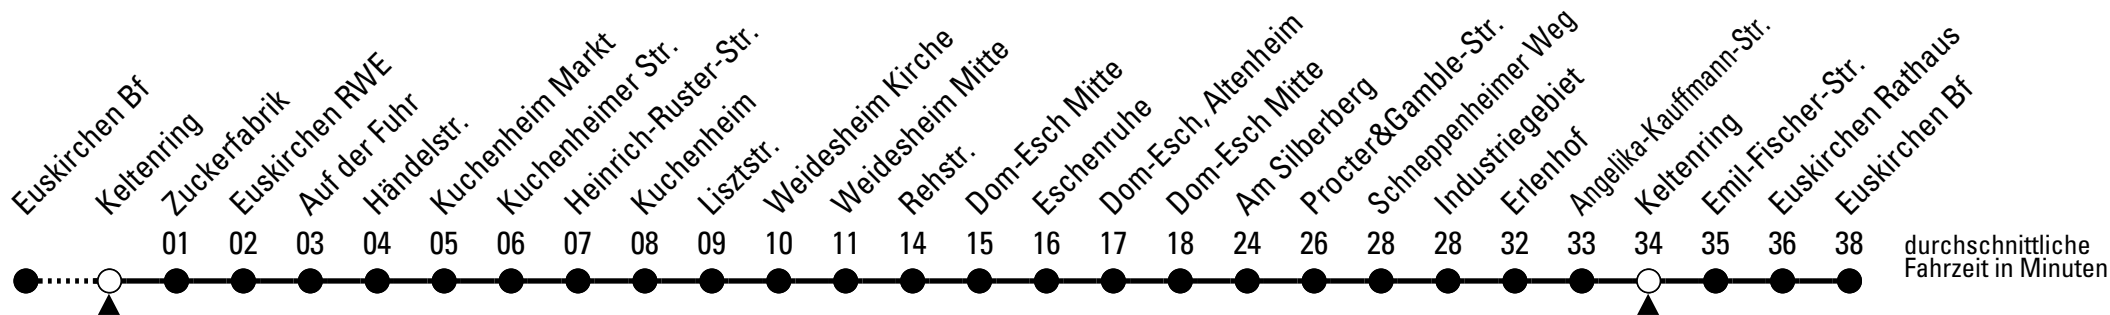 Euskirchen Bf
Keltenring
Zuckerfabrik
Euskirchen RWE
Auf der Fuhr
Händelstr.
Kuchenheim Markt
Kuchenheimer Str.
Heinrich-Ruster-Str.
Kuchenheim
Lisztstr.
Weidesheim Kirche
Weidesheim Mitte
Rehstr.
Dom-Esch Mitte
Eschenruhe
Dom-Esch, Altenheim
Dom-Esch Mitte
Am Silberberg
Procter&Gamble-Str.
Schneppenheimer Weg
Industriegebiet
Erlenhof
Angelika-Kauffmann-Str.
Keltenring
Emil-Fischer-Str.
Euskirchen Rathaus
Euskirchen Bf
01 02 03 04 05 06 07 08 09 10 11 14 15 16 17 18 24 26 28 28 32 33 34 35 36 38
durchschnittliche
Fahrzeit in Minuten